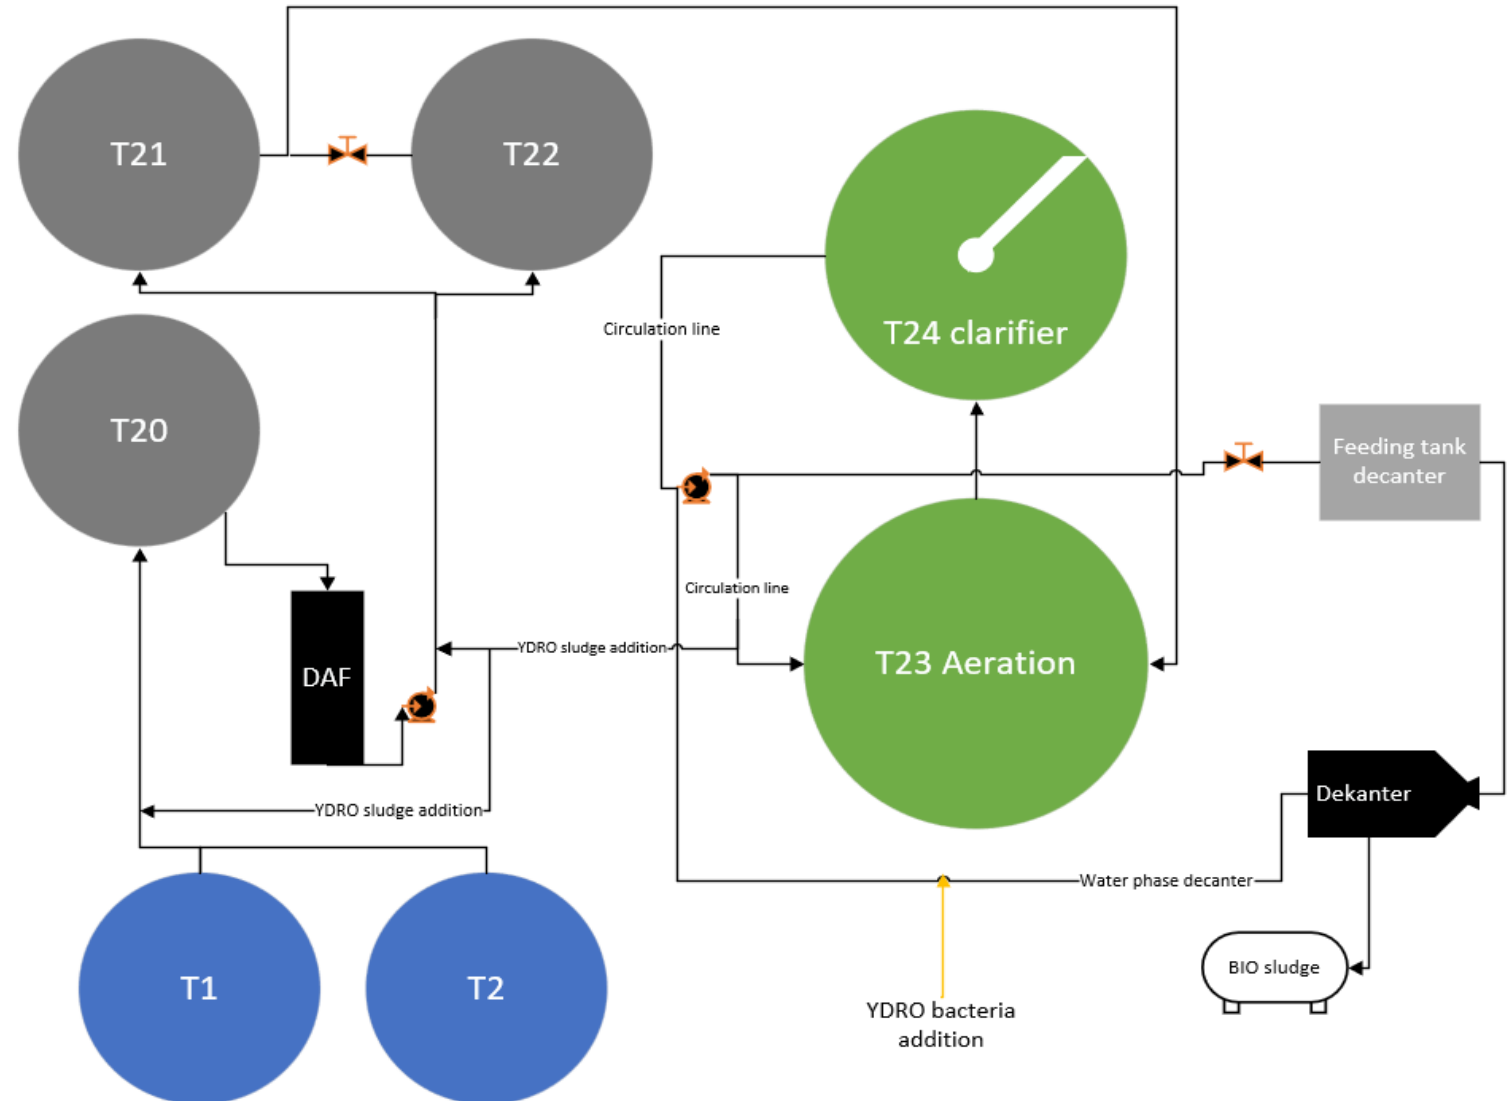 T21
T22
T24 clarifier
Circulation line
T20
Feeding tank
decanter
Circulation line
YDRO sludge addition
T23 Aeration
DAF
Dekanter
YDRO sludge addition
Water phase decanter
BIO sludge
T1
T2
YDRO bacteria
addition